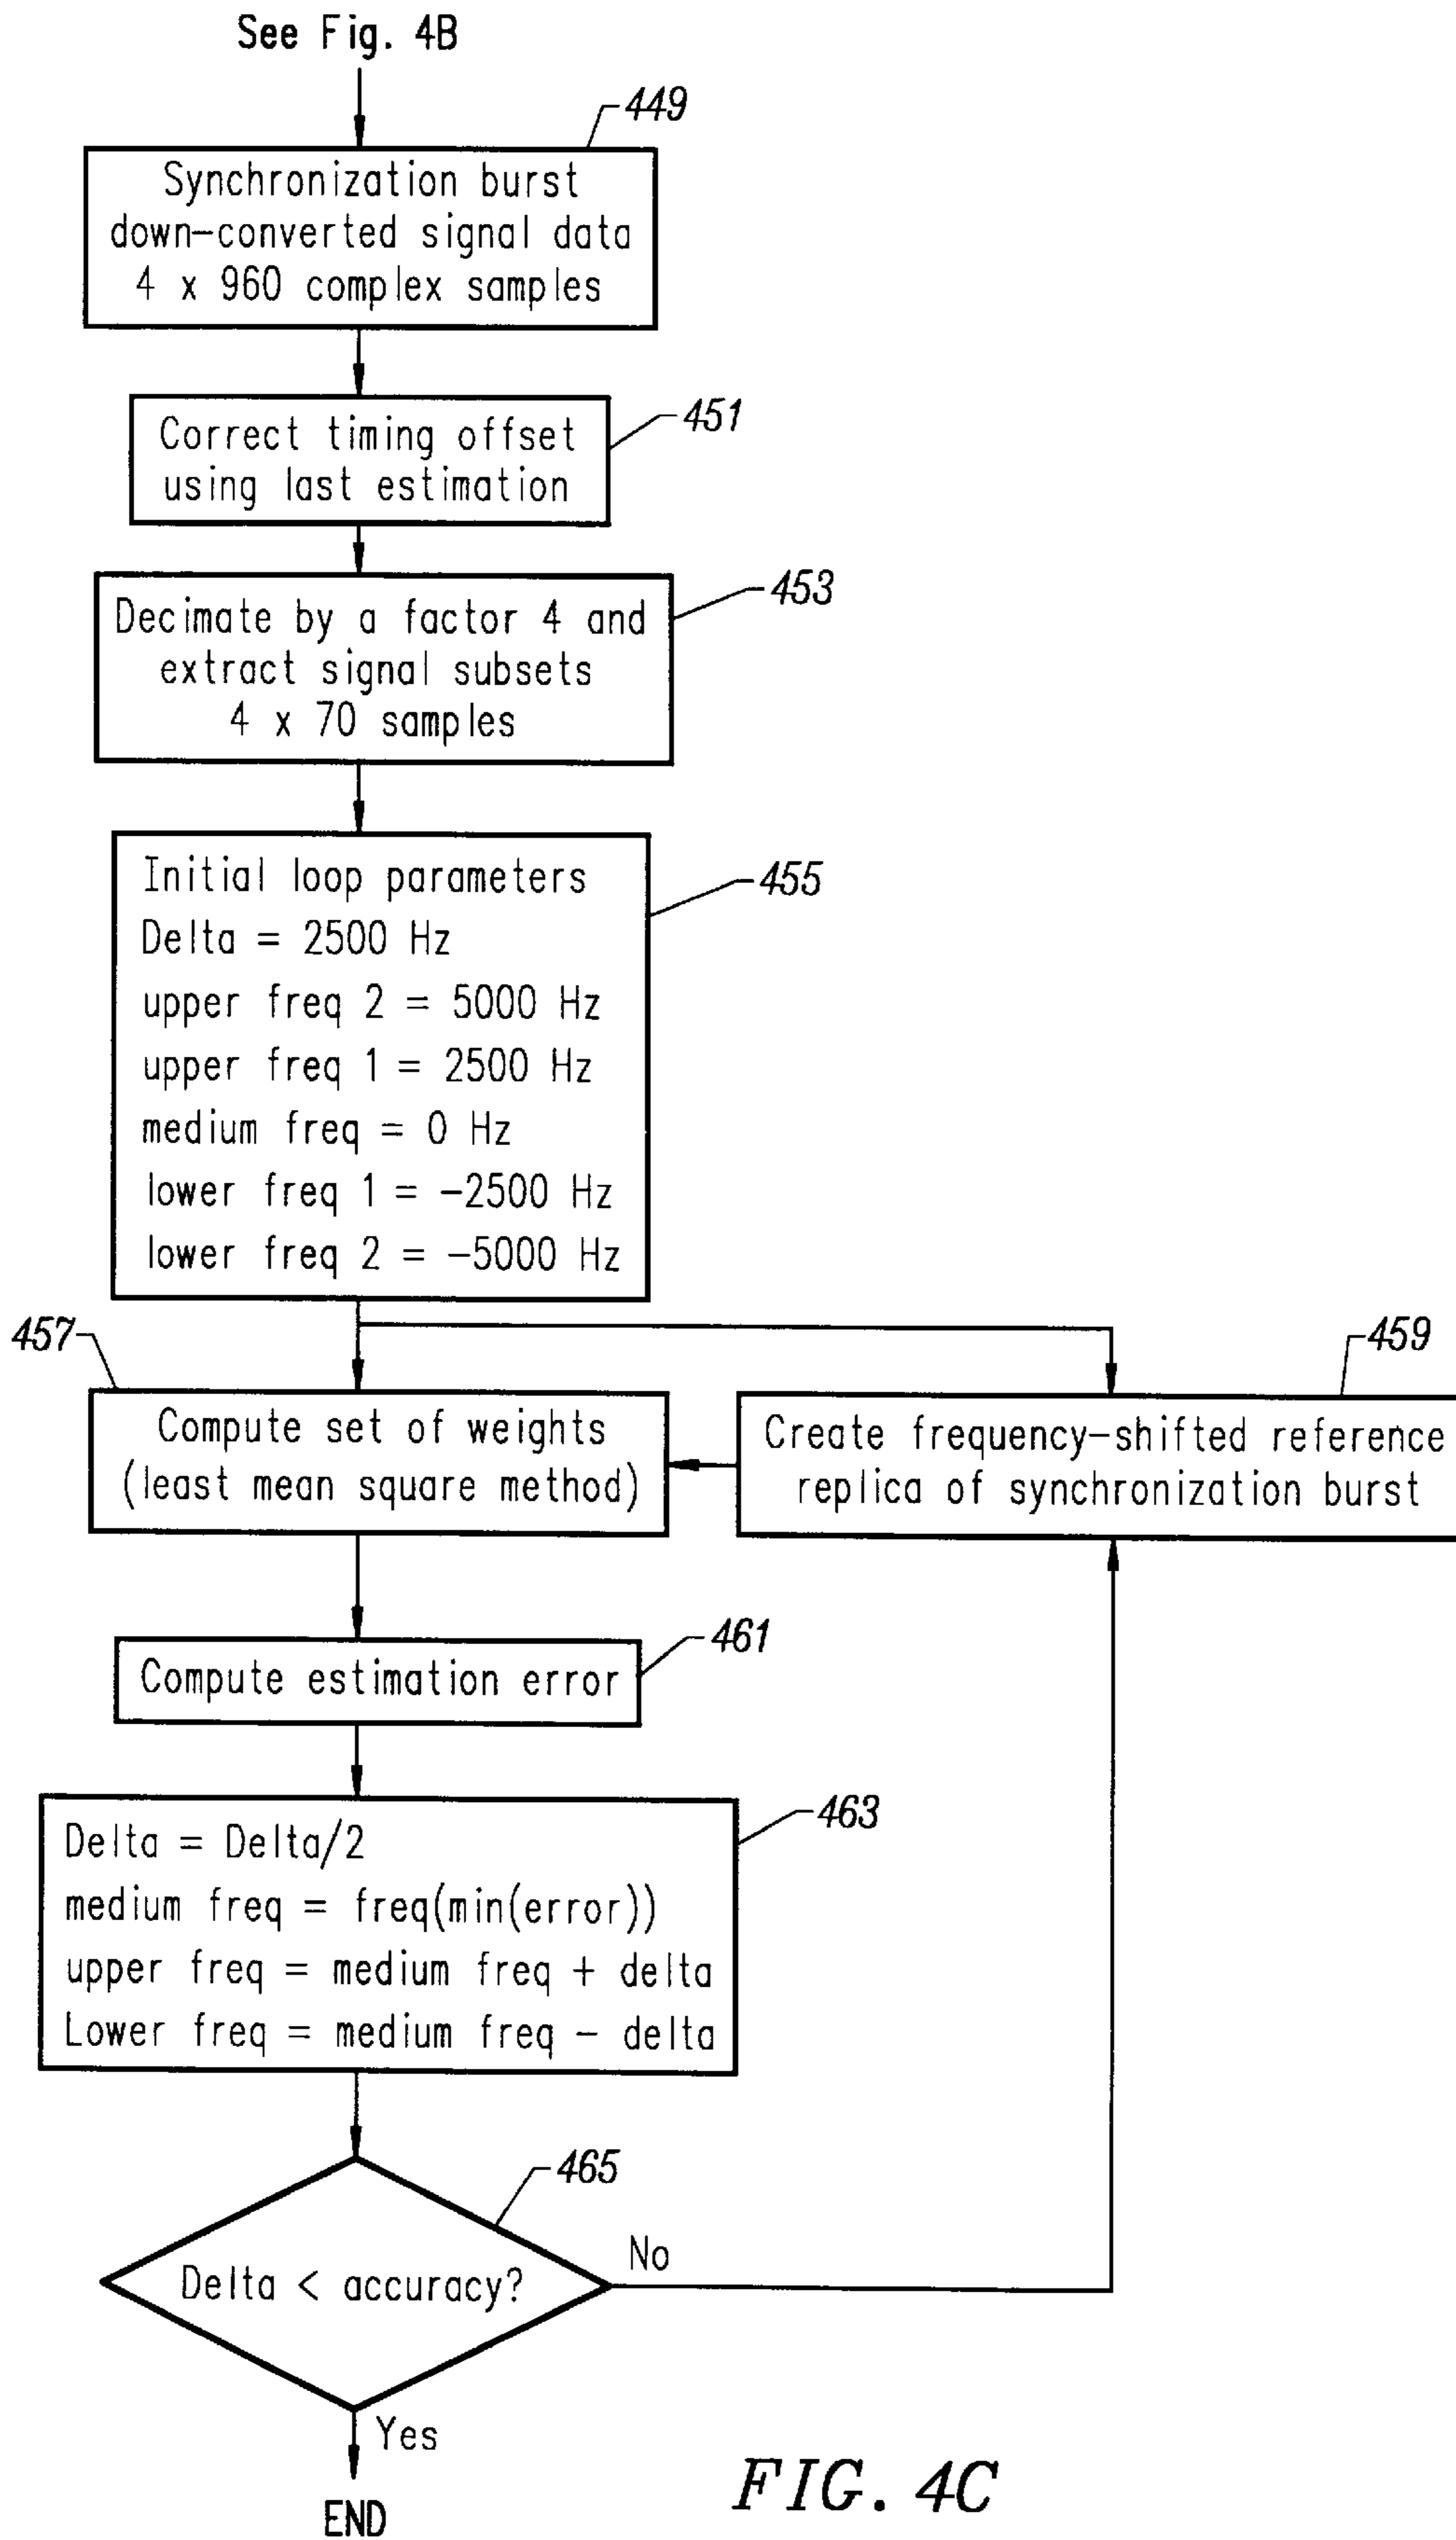 See Fig. 4B
449
Synchronization burst
down-converted signal data
4 x 960 complex samples
451
Correct timing offset
using last estimation
453
Decimate by a factor 4 and
extract signal subsets
4 x 70 samples
455
Initial loop parameters
Delta = 2500 Hz
upper freq 2 = 5000 Hz
upper freq 1 = 2500 Hz
medium freq = 0 Hz
lower freq 1 = -2500 Hz
lower freq 2 = -5000 Hz
457
Compute set of weights
(least mean square method)
459
Create frequency-shifted reference
replica of synchronization burst
461
Compute estimation error
463
Delta = Delta/2
medium freq = freq(min(error))
upper freq = medium freq + delta
Lower freq = medium freq - delta
465
Delta < accuracy?
No
Yes
END
FIG. 4C